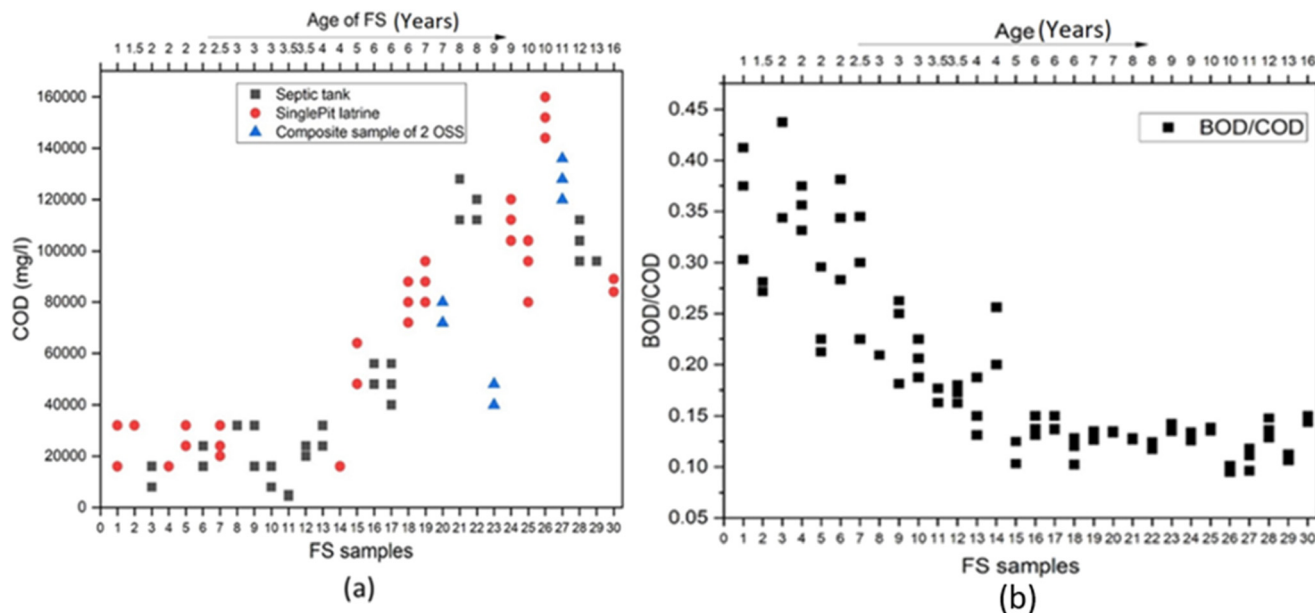 Age of FS (Years)
1 1.5 2 2 2 2 2.5 3 3 3 3.5 3.5 4 4 5 6 6 6 7 7 8 8 9 9 10 10 11 12 13 16
Septic tank
SinglePit latrine
Composite sample of 2 OSS
COD (mg/l)
160000
140000
120000
100000
80000
60000
40000
20000
0
0 1 2 3 4 5 6 7 8 9 10 11 12 13 14 15 16 17 18 19 20 21 22 23 24 25 26 27 28 29 30
FS samples
(a)
Age (Years)
1 1.5 2 2 2 2 2.5 3 3 3 3.5 3.5 4 4 5 6 6 6 7 7 8 8 9 9 10 10 11 12 13 16
BOD/COD
BOD/COD
0.45
0.40
0.35
0.30
0.25
0.20
0.15
0.10
0.05
0 1 2 3 4 5 6 7 8 9 10 11 12 13 14 15 16 17 18 19 20 21 22 23 24 25 26 27 28 29 30
FS samples
(b)